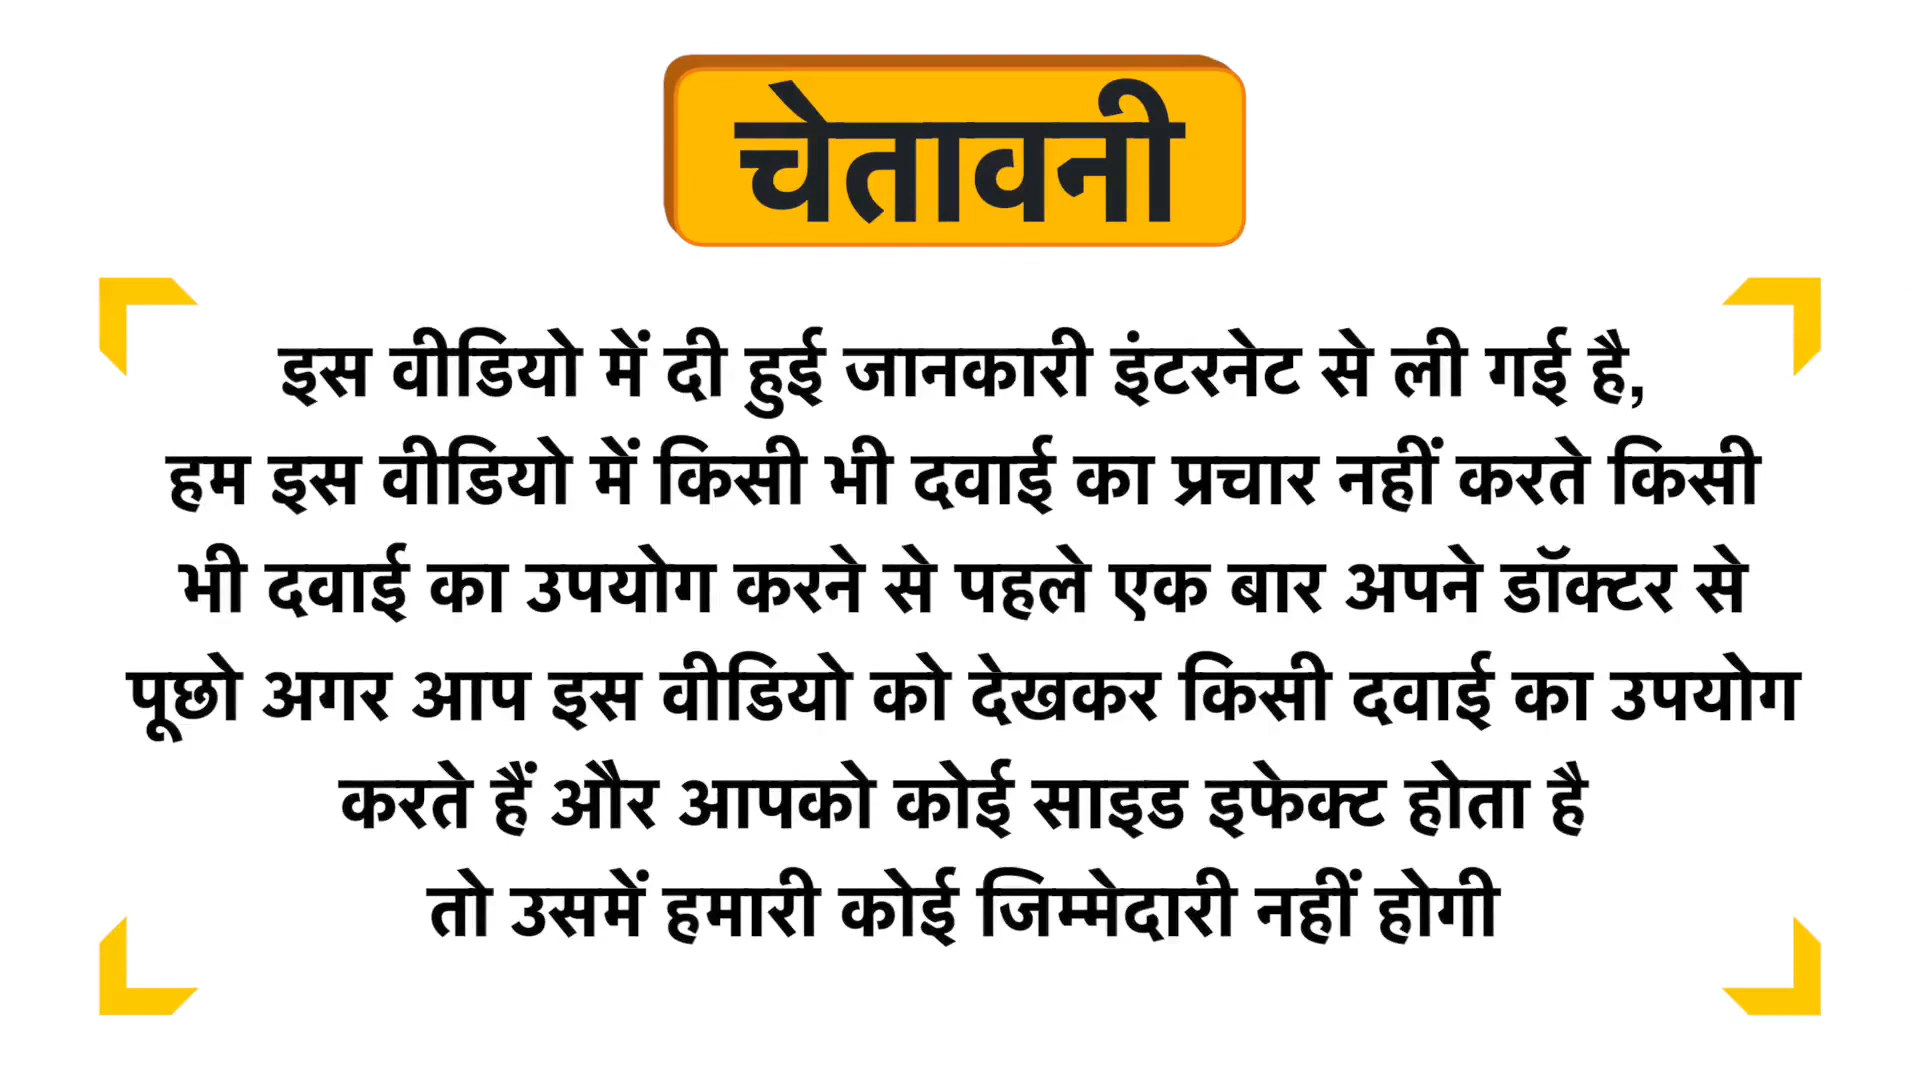 चेतावनी
इस वीडियो में दी हुई जानकारी इंटरनेट से ली गई है,
हम इस वीडियो में किसी भी दवाई का प्रचार नहीं करते किसी
भी दवाई का उपयोग करने से पहले एक बार अपने डॉक्टर से
पूछो अगर आप इस वीडियो को देखकर किसी दवाई का उपयोग
करते हैं और आपको कोई साइड इफेक्ट होता है
तो उसमें हमारी कोई जिम्मेदारी नहीं होगी